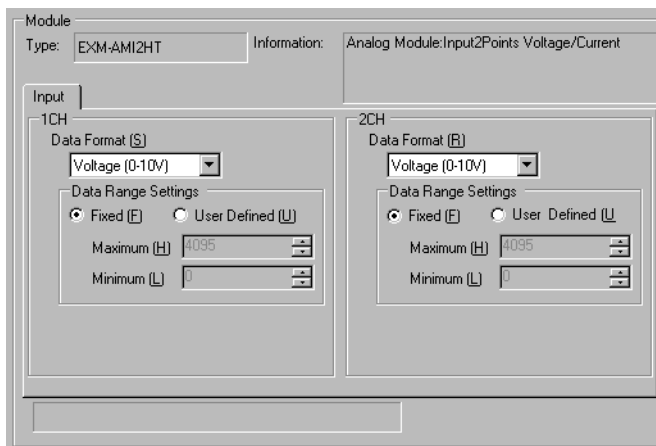 Module
Type: EXM-AMI2HT Information: Analog Module:Input2Points Voltage/Current
Input
1CH
Data Format (S)
Voltage (0-10V)
Data Range Settings
Fixed (F) User Defined (U)
Maximum (H) 4095
Minimum (L) 0
2CH
Data Format (R)
Voltage (0-10V)
Data Range Settings
Fixed (F) User Defined (U
Maximum (H) 4095
Minimum (L) 0